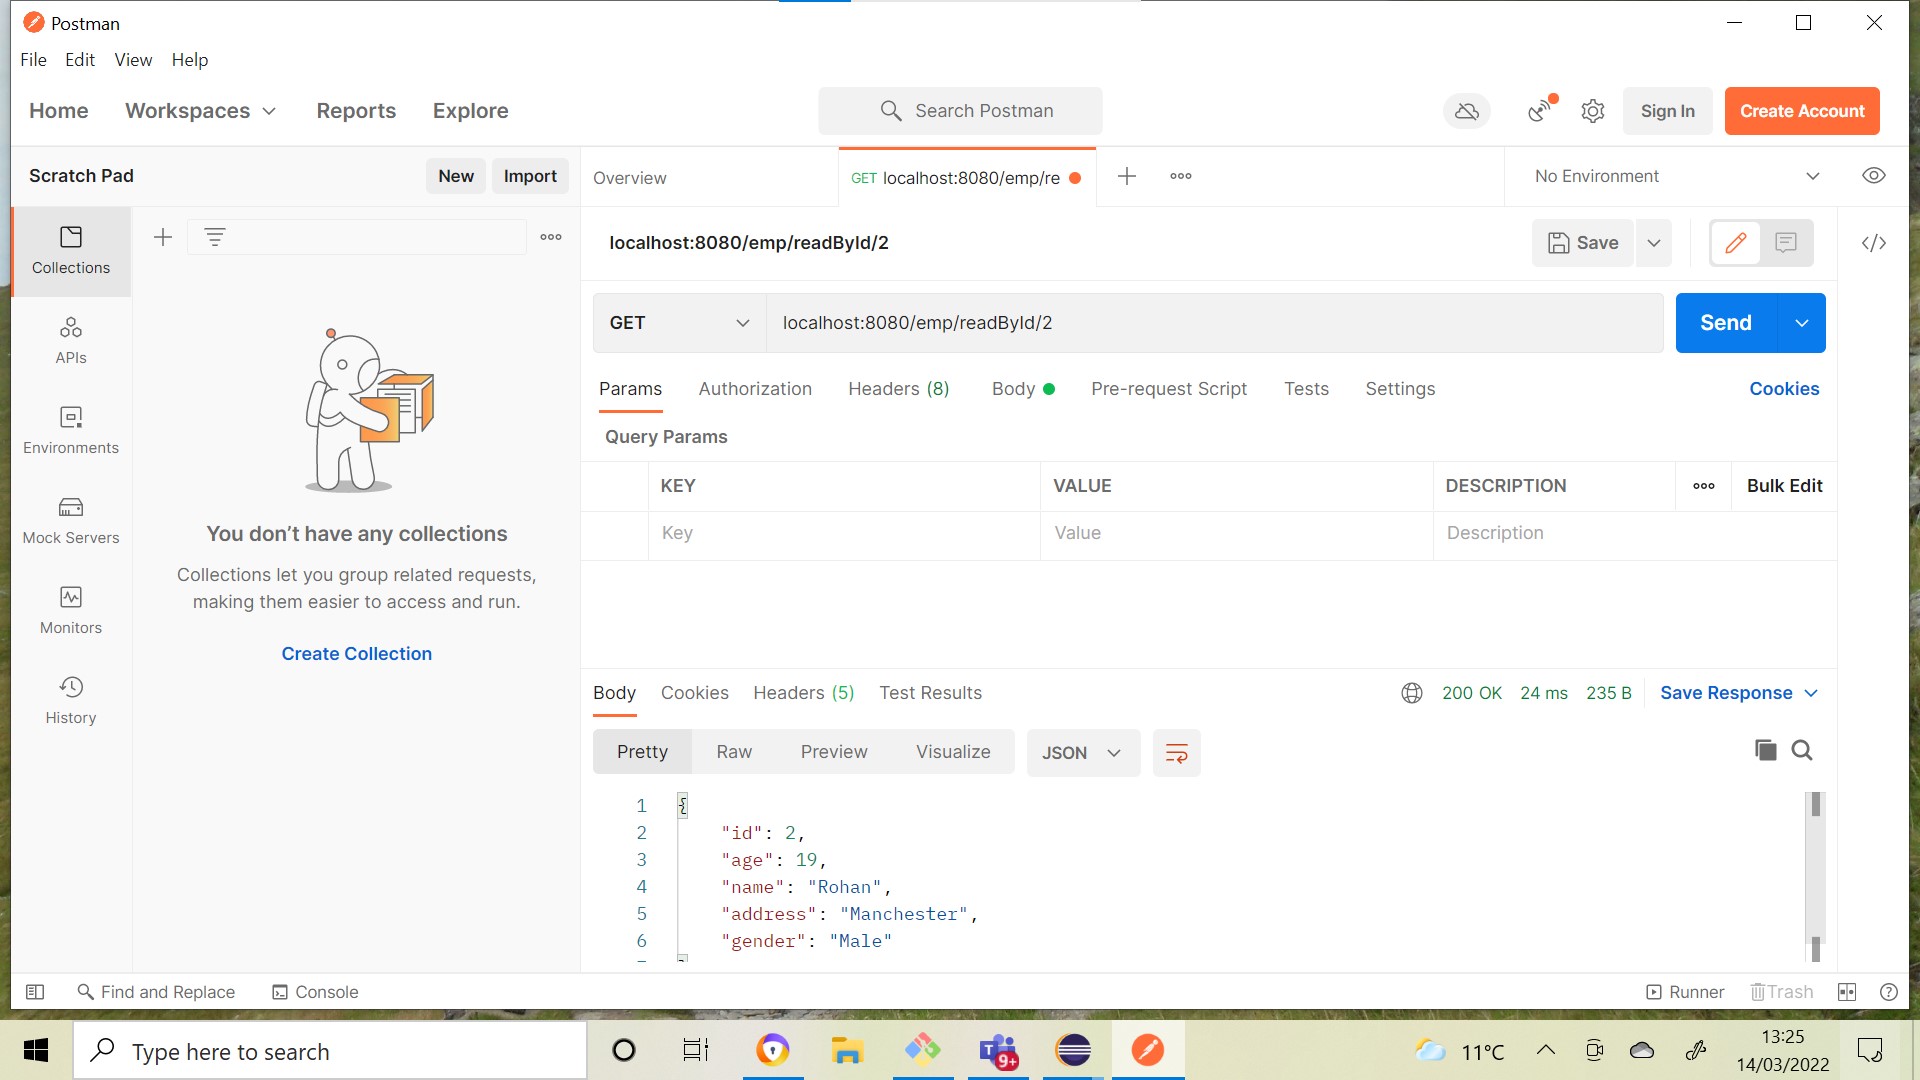 Postman
File Edit View Help
Home Workspaces Reports Explore
Search Postman
Sign In
Create Account
Scratch Pad
New
Import
Overview
GET localhost:8080/emp/re
No Environment
Collections
APIs
Environments
Mock Servers
Monitors
History
You don’t have any collections
Collections let you group related requests,
making them easier to access and run.
Create Collection
localhost:8080/emp/readById/2
Save
GET
localhost:8080/emp/readById/2
Send
Params Authorization Headers (8) Body Pre-request Script Tests Settings Cookies
Query Params
KEY VALUE DESCRIPTION Bulk Edit
Key Value Description
Body Cookies Headers (5) Test Results
200 OK 24 ms 235 B Save Response
Pretty Raw Preview Visualize JSON
1 {
2 "id": 2,
3 "age": 19,
4 "name": "Rohan",
5 "address": "Manchester",
6 "gender": "Male"
Find and Replace Console
Runner Trash
Type here to search
9+
11°C
13:25
14/03/2022